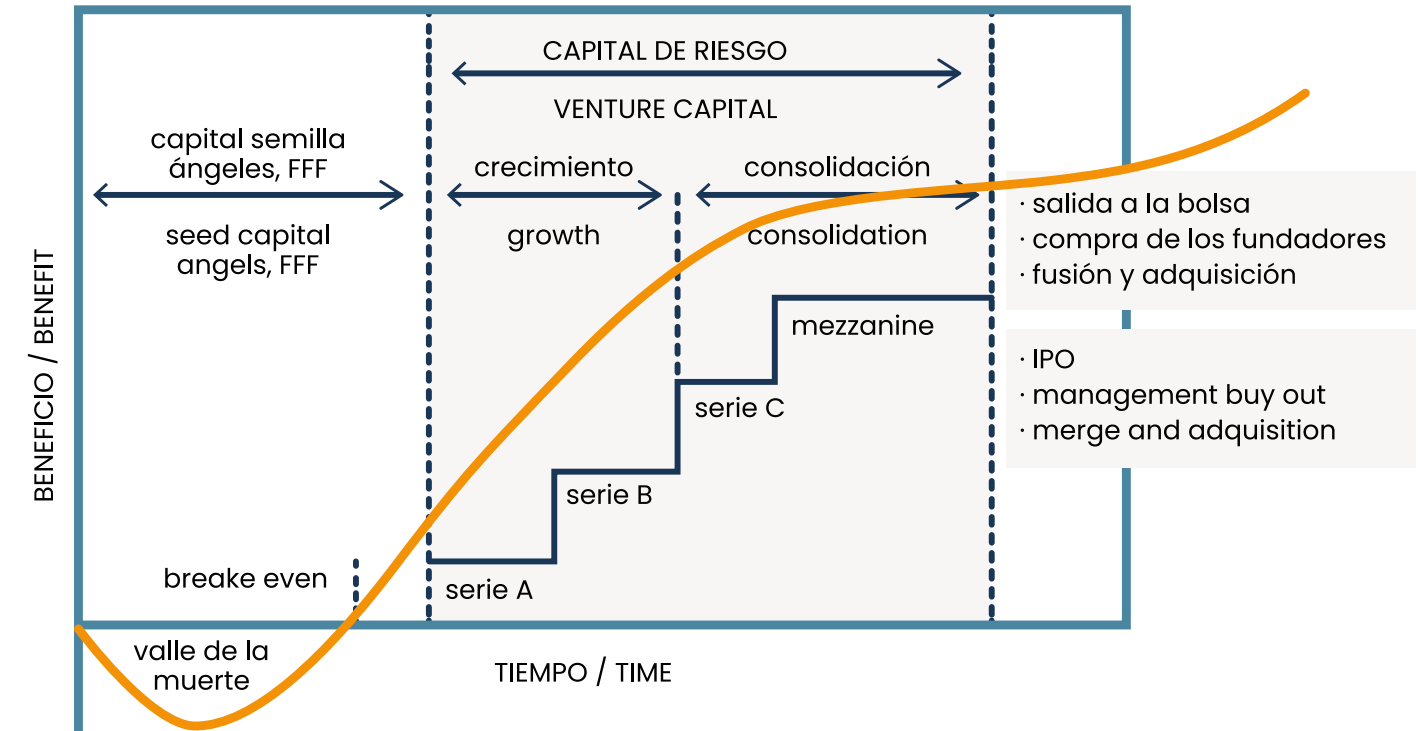 CAPITAL DE RIESGO
VENTURE CAPITAL
capital semilla
ángeles, FFF
seed capital
angels, FFF
crecimiento
growth
consolidación
consolidation
· salida a la bolsa
· compra de los fundadores
· fusión y adquisición
· IPO
· management buy out
· merge and adquisition
mezzanine
serie C
serie B
serie A
breake even
valle de la
muerte
BENEFICIO / BENEFIT
TIEMPO / TIME